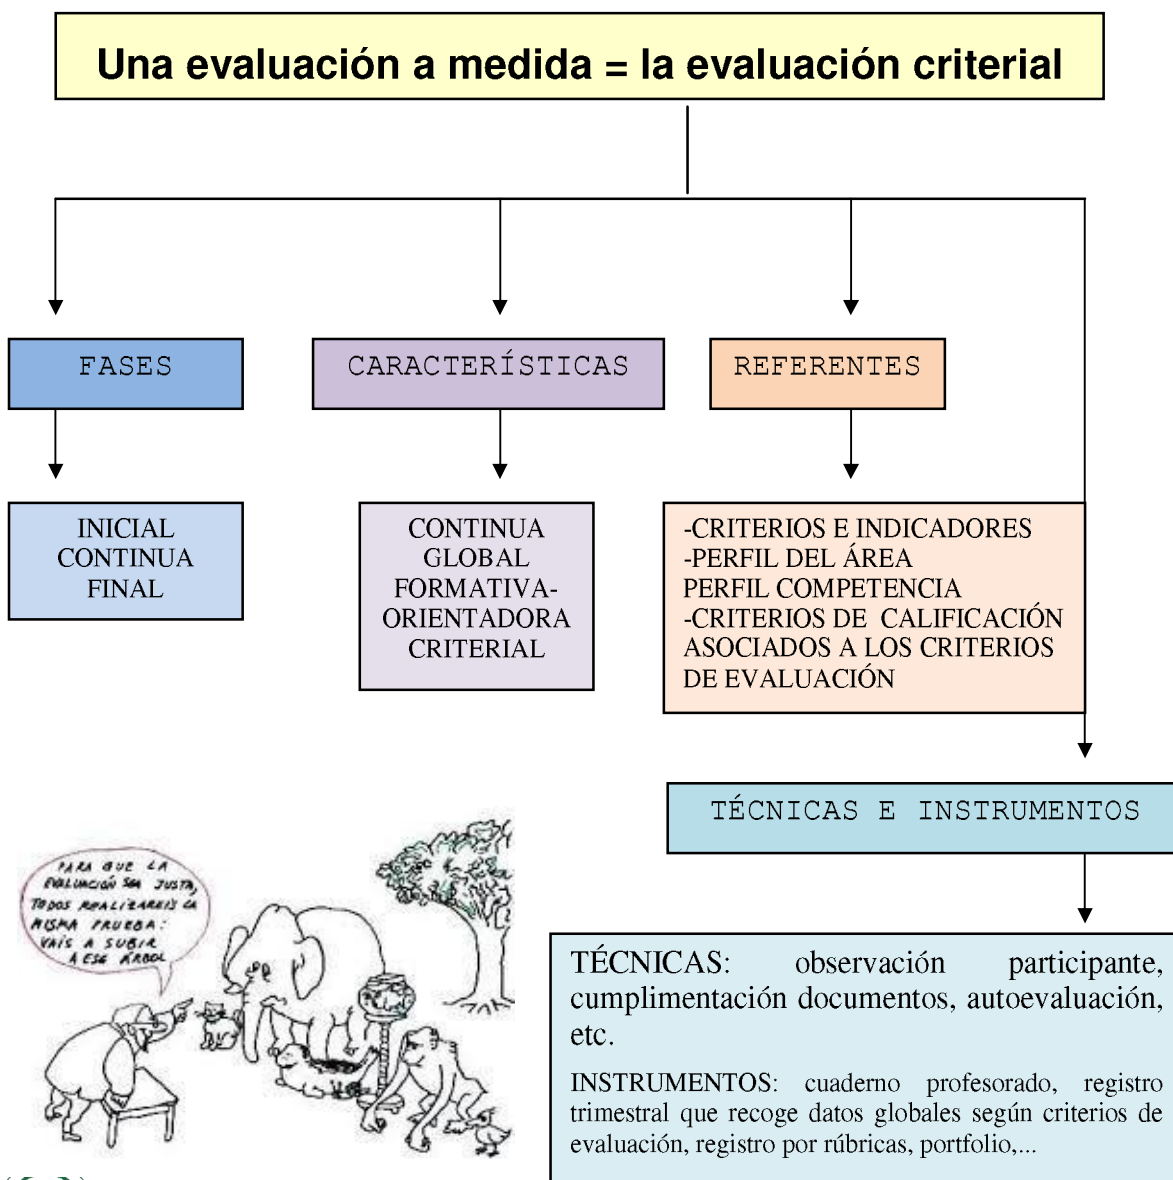 Una evaluación a medida = la evaluación criterial
FASES
CARACTERÍSTICAS
REFERENTES
INICIAL
CONTINUA
FINAL
CONTINUA
GLOBAL
FORMATIVA-
ORIENTADORA
CRITERIAL
-CRITERIOS E INDICADORES
-PERFIL DEL ÁREA
PERFIL COMPETENCIA
-CRITERIOS DE CALIFICACIÓN
ASOCIADOS A LOS CRITERIOS
DE EVALUACIÓN
TÉCNICAS E INSTRUMENTOS
PARA QUE LA
EVALUACIÓN SEA JUSTA,
TODOS REALIZAREIS LA
MISMA PRUEBA:
VAIS A SUBIR
A ESE ÁRBOL
TÉCNICAS: observación participante,
cumplimentación documentos, autoevaluación,
etc.
INSTRUMENTOS: cuaderno profesorado, registro
trimestral que recoge datos globales según criterios de
evaluación, registro por rúbricas, portfolio,...